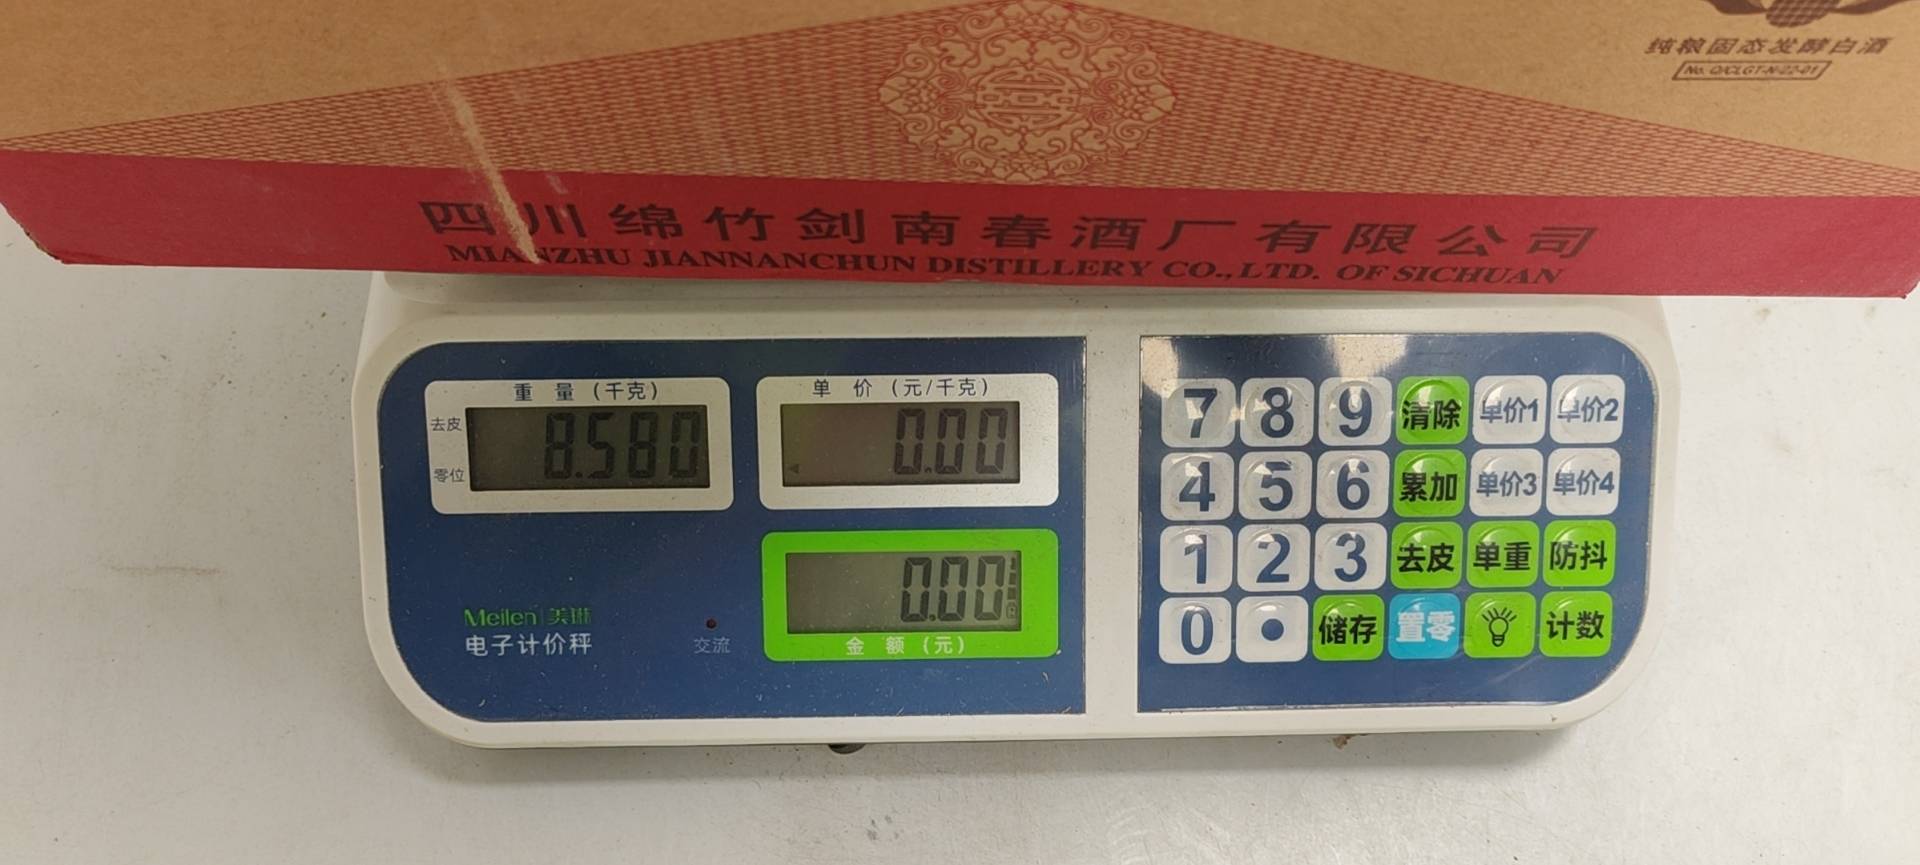 纯粮固态发酵白酒
No. Q/CLGT-N-22-01
四川绵竹剑南春酒厂有限公司
MIANZHU JIANNANCHUN DISTILLERY CO., LTD. OF SICHUAN
重量(千克)
去皮
零位
8.580
单价(元/千克)
0.00
0.00
金额(元)
Meilen 美琳
电子计价秤
交流
7 8 9 清除 单价1 单价2
4 5 6 累加 单价3 单价4
1 2 3 去皮 单重 防抖
0 • 储存 置零 计数